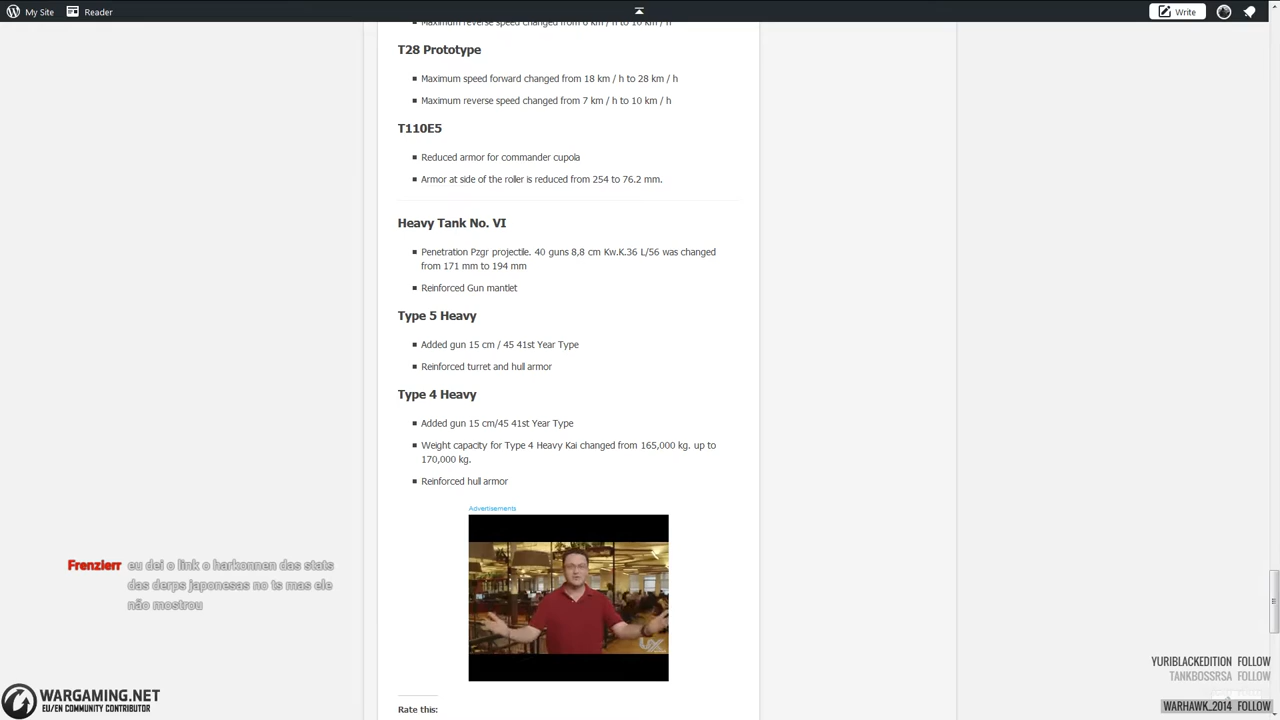 My Site
Reader
Write
Maximum reverse speed changed from 6 km / h to 10 km / h
T28 Prototype
Maximum speed forward changed from 18 km / h to 28 km / h
Maximum reverse speed changed from 7 km / h to 10 km / h
T110E5
Reduced armor for commander cupola
Armor at side of the roller is reduced from 254 to 76.2 mm.
Heavy Tank No. VI
Penetration Pzgr projectile. 40 guns 8,8 cm Kw.K.36 L/56 was changed
from 171 mm to 194 mm
Reinforced Gun mantlet
Type 5 Heavy
Added gun 15 cm / 45 41st Year Type
Reinforced turret and hull armor
Type 4 Heavy
Added gun 15 cm/45 41st Year Type
Weight capacity for Type 4 Heavy Kai changed from 165,000 kg. up to
170,000 kg.
Reinforced hull armor
Advertisements
UX
Frenzlerr eu dei o link o harkonnen das stats
das derps japonesas no ts mas ele
não mostrou
YURIBLACKEDITION FOLLOW
TANKBOSSRSA FOLLOW
WARHAWK_2014 FOLLOW
WARGAMING.NET
EU/EN COMMUNITY CONTRIBUTOR
Rate this: